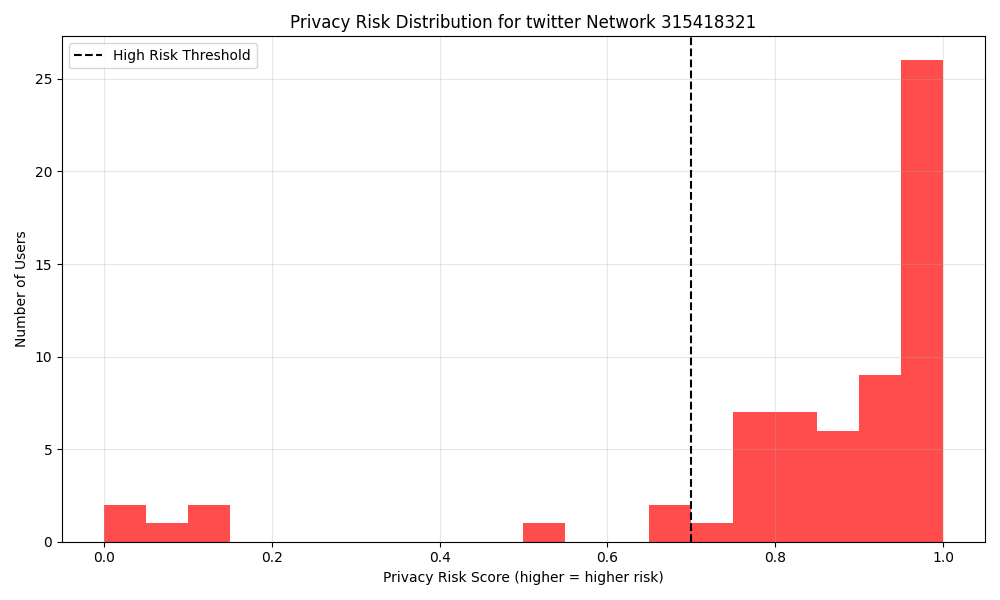 Privacy Risk Distribution for twitter Network 315418321
High Risk Threshold
Number of Users
25
20
15
10
5
0
0.0 0.2 0.4 0.6 0.8 1.0
Privacy Risk Score (higher = higher risk)